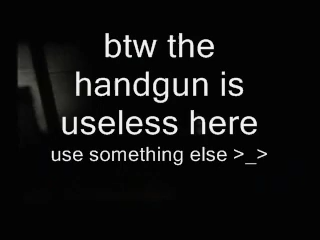 btw the
handgun is
useless here
use something else >_>